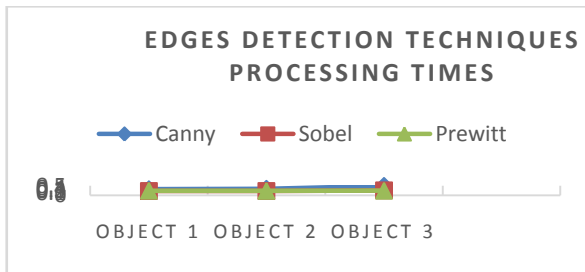 EDGES DETECTION TECHNIQUES
PROCESSING TIMES
Canny Sobel Prewitt
OBJECT 1 OBJECT 2 OBJECT 3